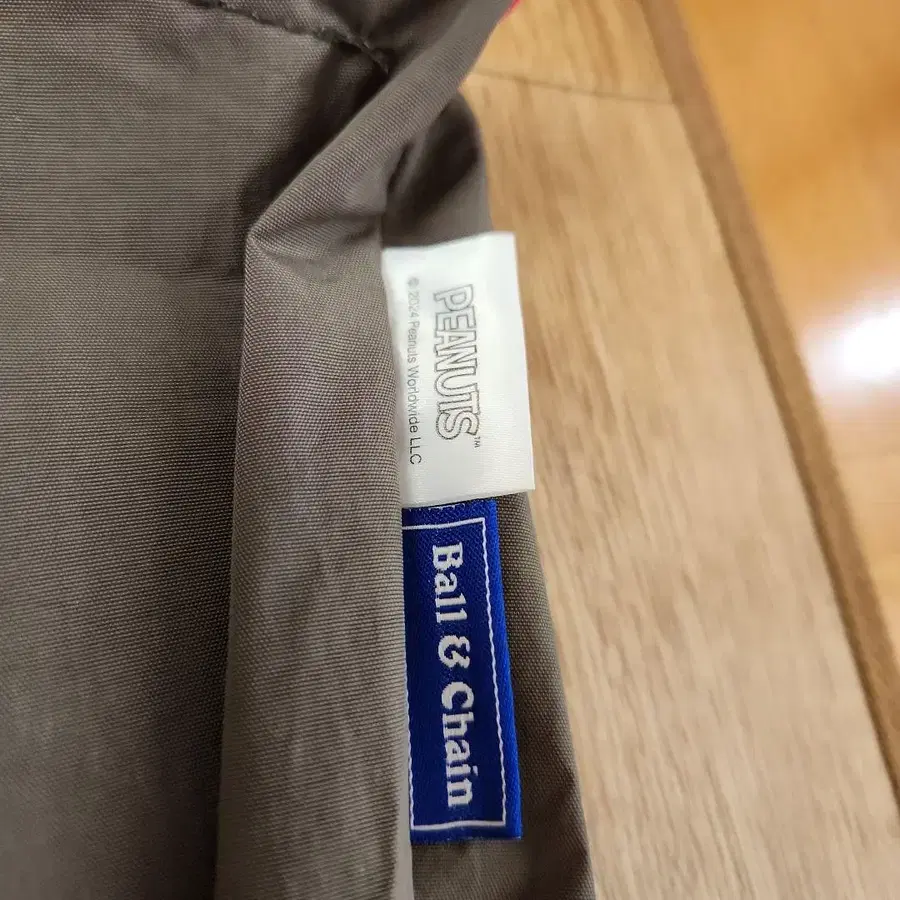 PEANUTS™
© 2024 Peanuts Worldwide LLC
Ball & Chain